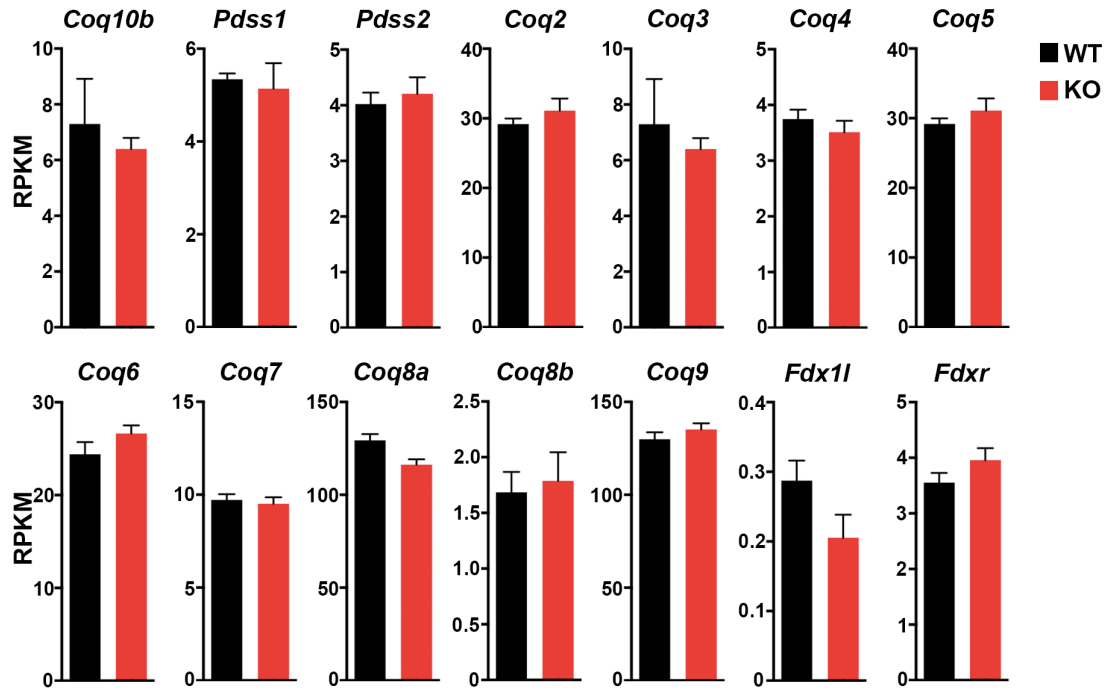 Coq10b Pdss1 Pdss2 Coq2 Coq3 Coq4 Coq5
WT
KO
RPKM
10 8 6 4 2 0
6 4 2 0
5 4 3 2 1 0
40 30 20 10 0
10 8 6 4 2 0
5 4 3 2 1 0
40 30 20 10 0
Coq6 Coq7 Coq8a Coq8b Coq9 Fdx1l Fdxr
RPKM
30 20 10 0
15 10 5 0
150 100 50 0
2.5 2.0 1.5 1.0 0.5 0
150 100 50 0
0.4 0.3 0.2 0.1 0
5 4 3 2 1 0